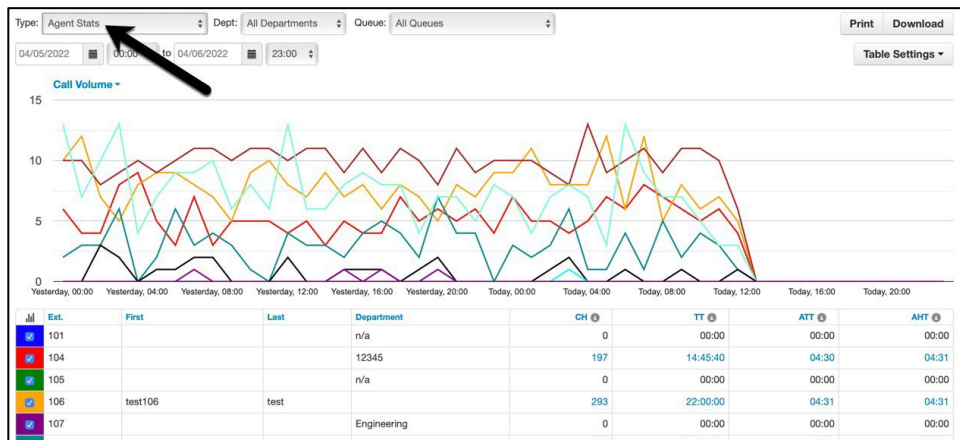 Type: Agent Stats Dept: All Departments Queue: All Queues Print Download
04/05/2022 00:00 to 04/06/2022 23:00 Table Settings
Call Volume
15
10
5
0
Yesterday, 00:00 Yesterday, 04:00 Yesterday, 08:00 Yesterday, 12:00 Yesterday, 16:00 Yesterday, 20:00 Today, 00:00 Today, 04:00 Today, 08:00 Today, 12:00 Today, 16:00 Today, 20:00
Ext. First Last Department CH TT ATT AHT
101 n/a 0 00:00 00:00 00:00
104 12345 197 14:45:40 04:30 04:31
105 n/a 0 00:00 00:00 00:00
106 test106 test 293 22:00:00 04:31 04:31
107 Engineering 0 00:00 00:00 00:00